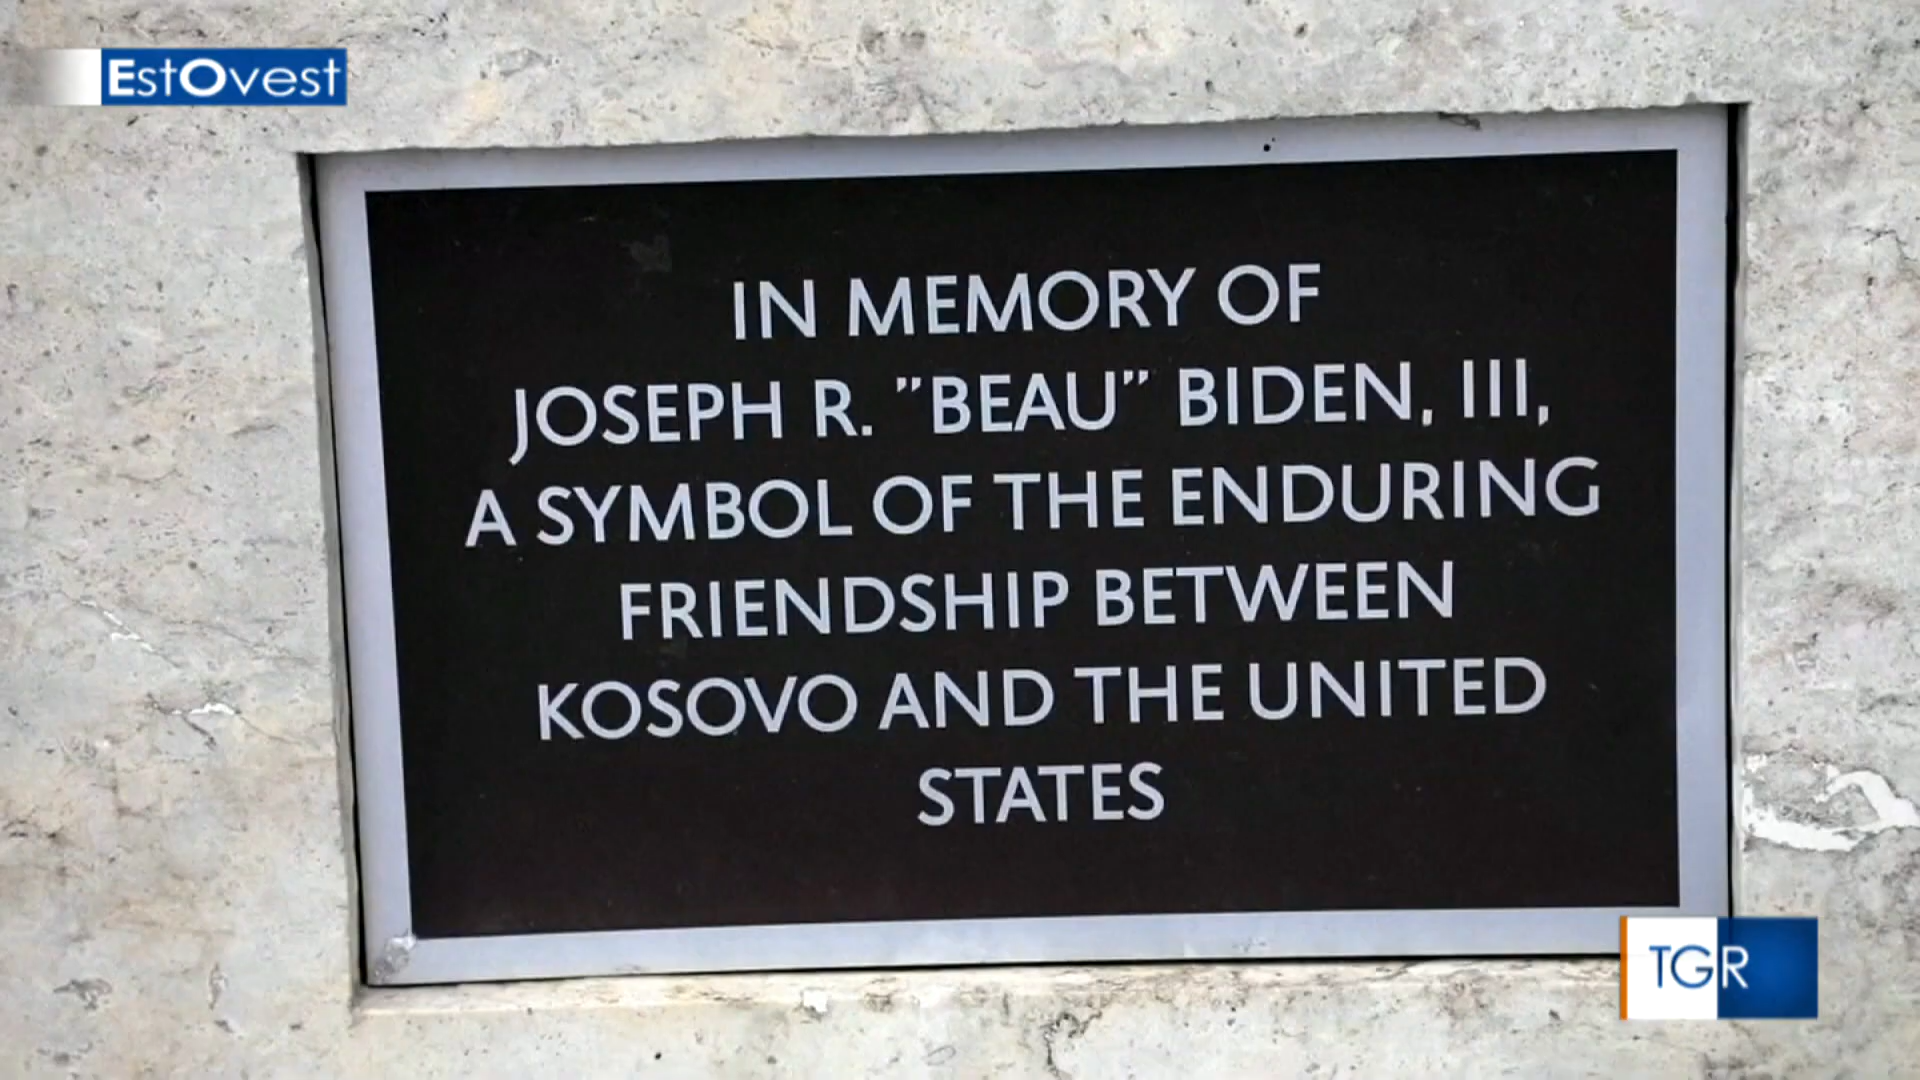 EstOvest
IN MEMORY OF
JOSEPH R. ”BEAU” BIDEN, III,
A SYMBOL OF THE ENDURING
FRIENDSHIP BETWEEN
KOSOVO AND THE UNITED
STATES
TGR